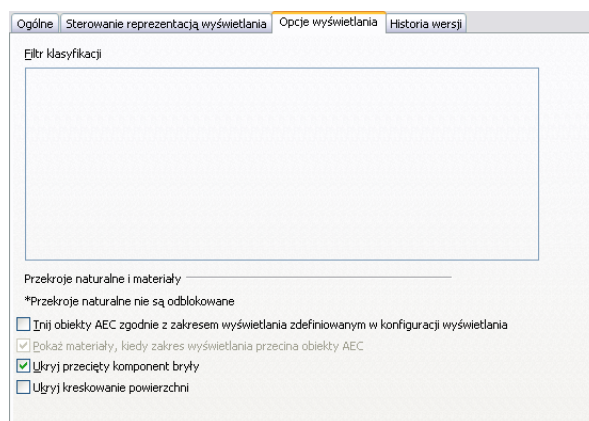 Ogólne Sterowanie reprezentacją wyświetlania Opcje wyświetlania Historia wersji
Filtr klasyfikacji
Przekroje naturalne i materiały
*Przekroje naturalne nie są odblokowane
Tnij obiekty AEC zgodnie z zakresem wyświetlania zdefiniowanym w konfiguracji wyświetlania
Pokaż materiały, kiedy zakres wyświetlania przecina obiekty AEC
Ukryj przecięty komponent bryły
Ukryj kreskowanie powierzchni